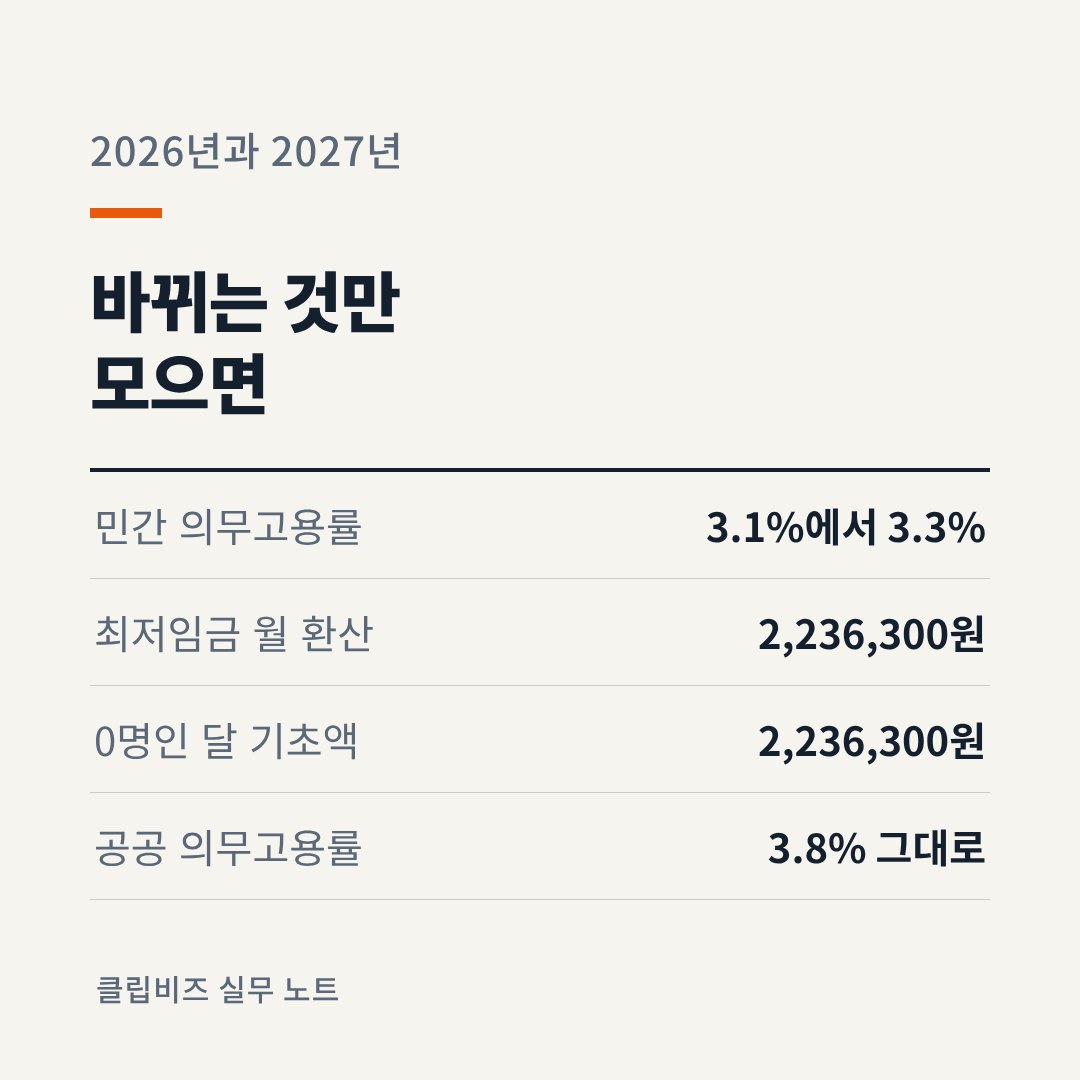 2026년과 2027년
바뀌는 것만
모으면
민간 의무고용률 3.1%에서 3.3%
최저임금 월 환산 2,236,300원
0명인 달 기초액 2,236,300원
공공 의무고용률 3.8% 그대로
클립비즈 실무 노트